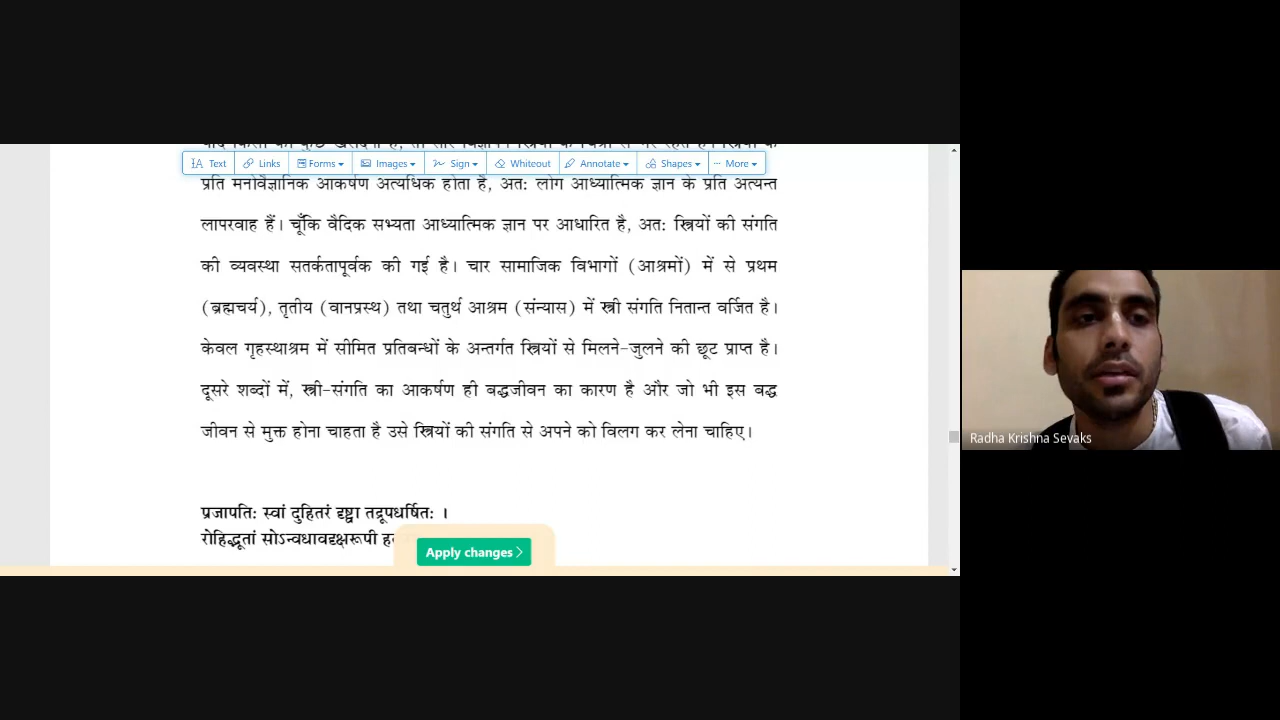 Text Links Forms Images Sign Whiteout Annotate Shapes More
प्रति मनोवैज्ञानिक आकर्षण अत्यधिक होता है, अत: लोग आध्यात्मिक ज्ञान के प्रति अत्यन्त
लापरवाह हैं। चूँकि वैदिक सभ्यता आध्यात्मिक ज्ञान पर आधारित है, अत: स्त्रियों की संगति
की व्यवस्था सतर्कतापूर्वक की गई है। चार सामाजिक विभागों (आश्रमों) में से प्रथम
(ब्रह्मचर्य), तृतीय (वानप्रस्थ) तथा चतुर्थ आश्रम (संन्यास) में स्त्री संगति नितान्त वर्जित है।
केवल गृहस्थाश्रम में सीमित प्रतिबन्धों के अन्तर्गत स्त्रियों से मिलने-जुलने की छूट प्राप्त है।
दूसरे शब्दों में, स्त्री-संगति का आकर्षण ही बद्धजीवन का कारण है और जो भी इस बद्ध
जीवन से मुक्त होना चाहता है उसे स्त्रियों की संगति से अपने को विलग कर लेना चाहिए।
Radha Krishna Sevaks
प्रजापति: स्वां दुहितरं दृष्ट्वा तद्रूपधर्षित: ।
रोहिद्भूतां सोऽन्वधावदृक्षरूपी
Apply changes